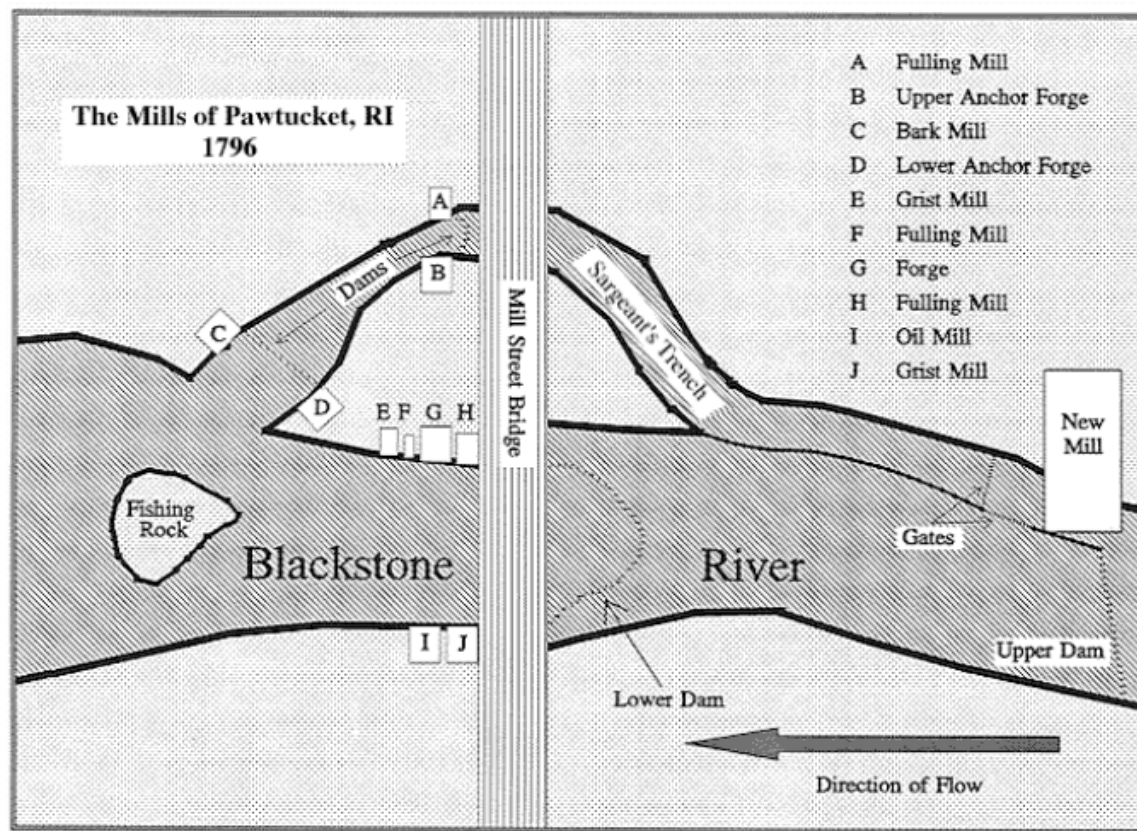 The Mills of Pawtucket, RI
1796
A Fulling Mill
B Upper Anchor Forge
C Bark Mill
D Lower Anchor Forge
E Grist Mill
F Fulling Mill
G Forge
H Fulling Mill
I Oil Mill
J Grist Mill
A
B
Dams
C
D
E F G H
Mill Street Bridge
Sargeant's Trench
New
Mill
Gates
Fishing
Rock
Blackstone
River
I J
Upper Dam
Lower Dam
Direction of Flow